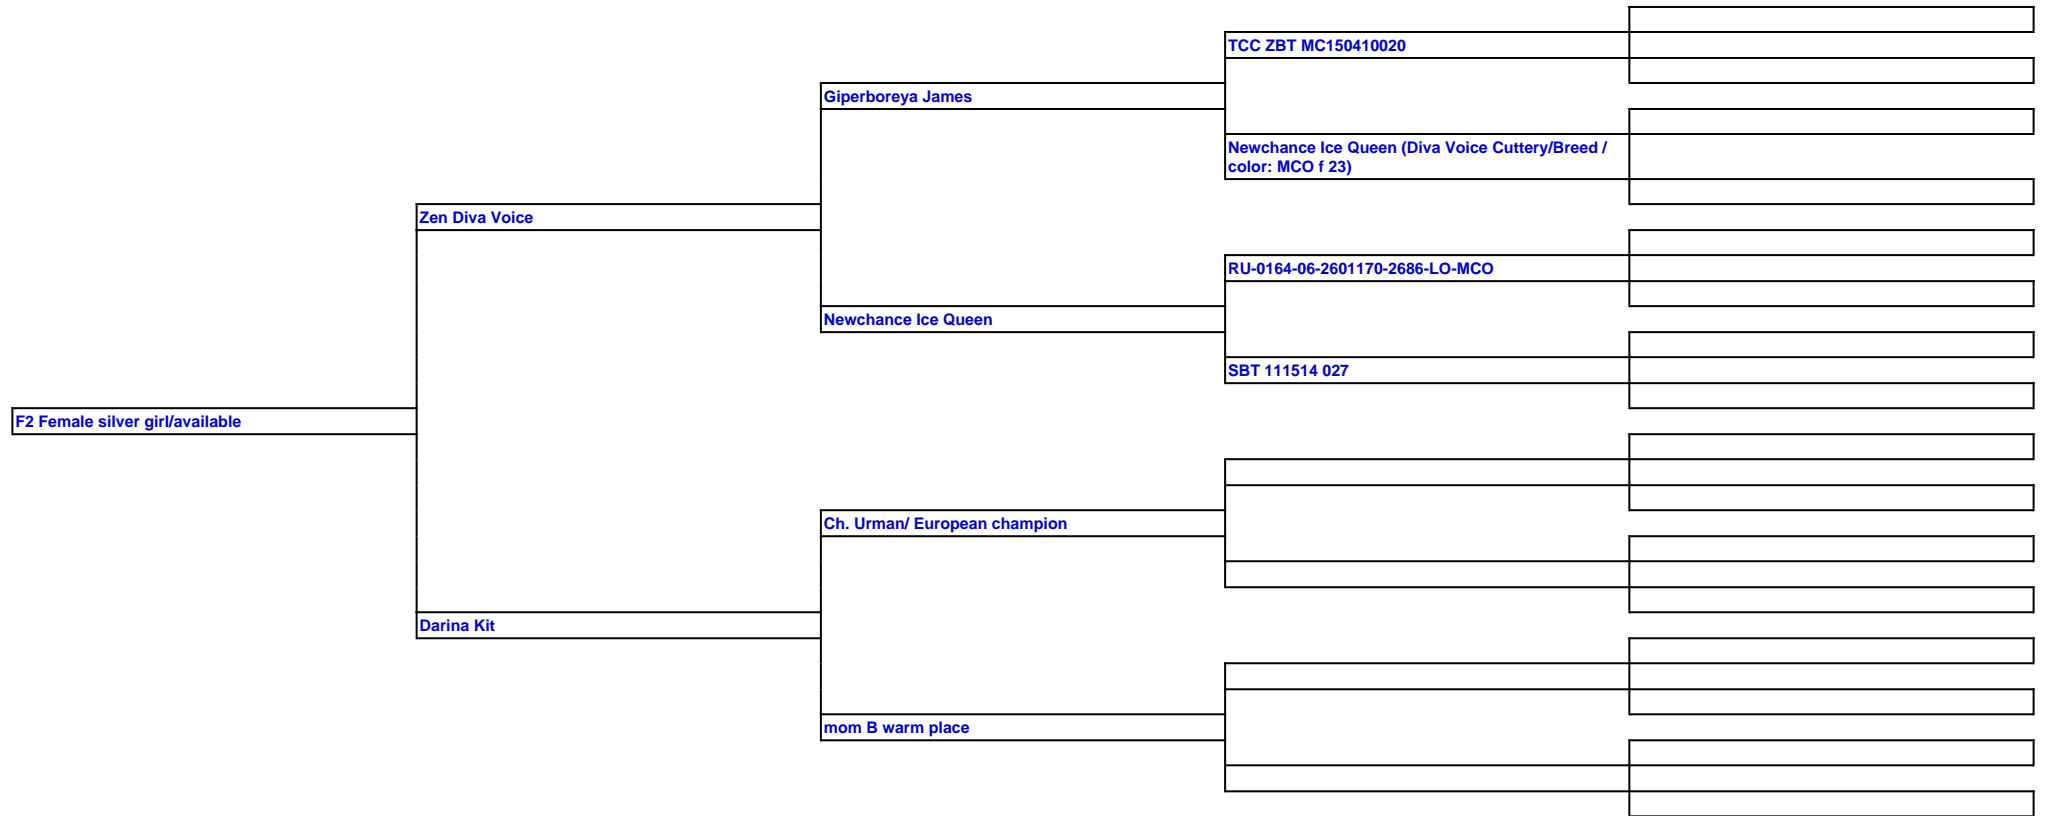 TCC ZBT MC150410020
Giperboreya James
Newchance Ice Queen (Diva Voice Cuttery/Breed /
color: MCO f 23)
Zen Diva Voice
RU-0164-06-2601170-2686-LO-MCO
Newchance Ice Queen
SBT 111514 027
F2 Female silver girl/available
Ch. Urman/ European champion
Darina Kit
mom B warm place